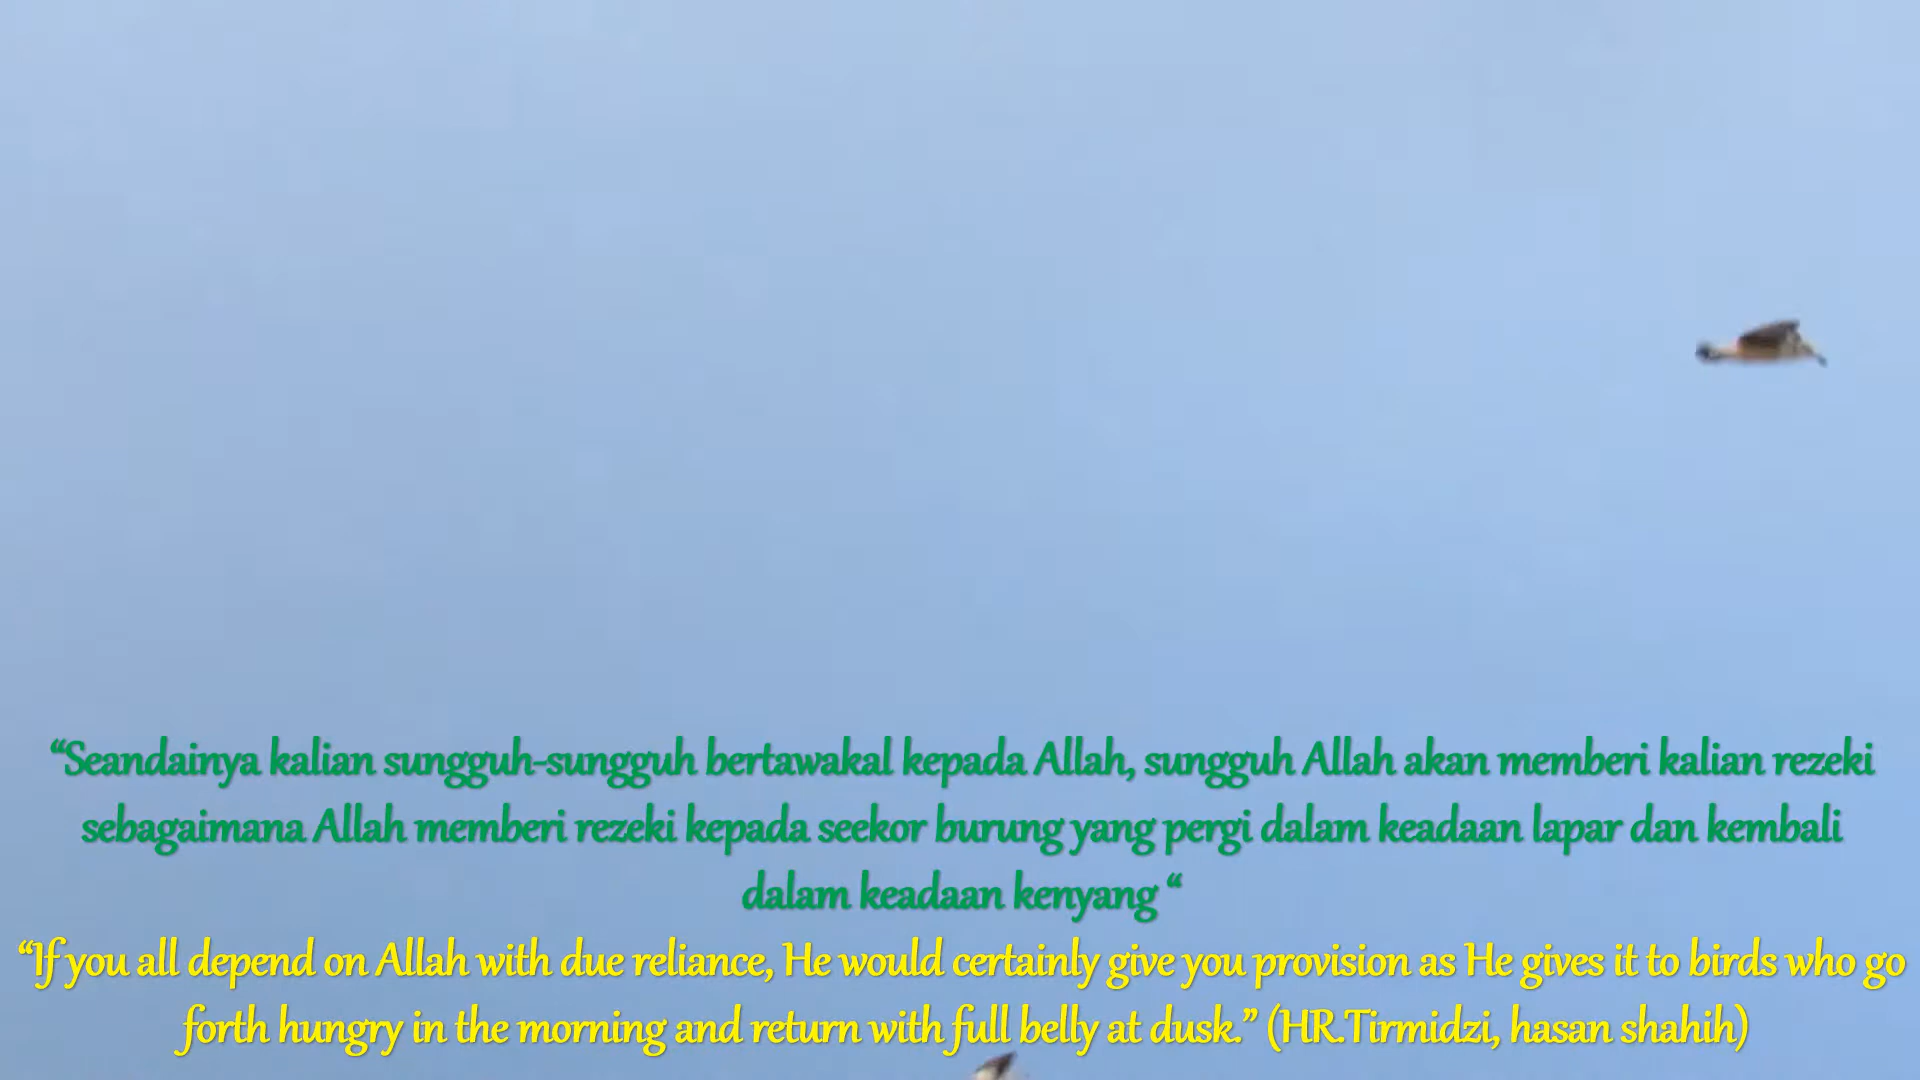 “Seandainya kalian sungguh-sungguh bertawakal kepada Allah, sungguh Allah akan memberi kalian rezeki
sebagaimana Allah memberi rezeki kepada seekor burung yang pergi dalam keadaan lapar dan kembali
dalam keadaan kenyang “
“If you all depend on Allah with due reliance, He would certainly give you provision as He gives it to birds who go
forth hungry in the morning and return with full belly at dusk.” (HR.Tirmidzi, hasan shahih)